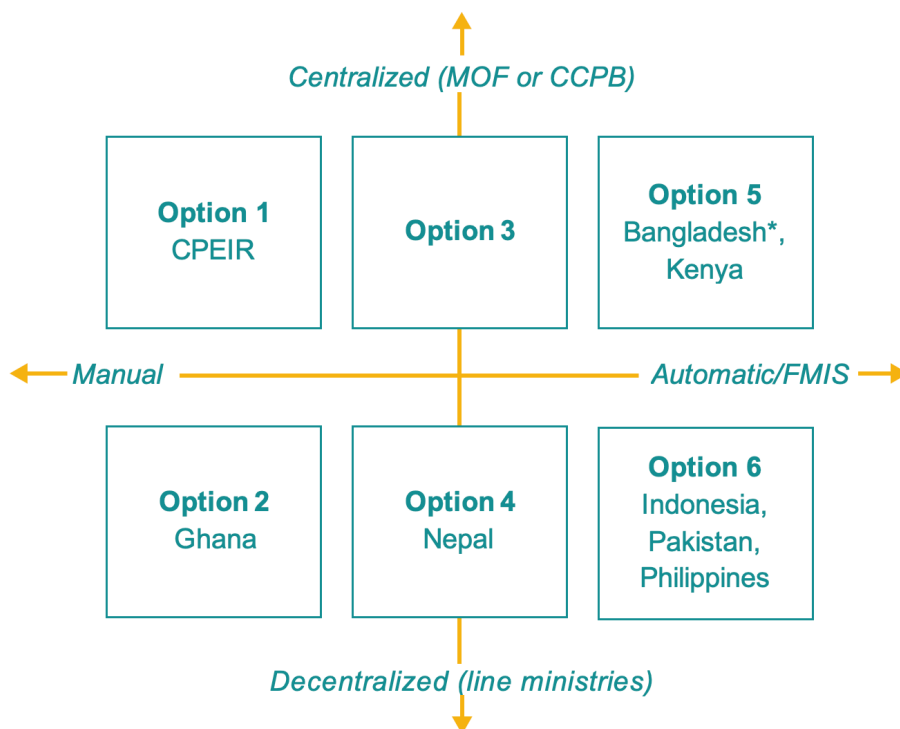 Centralized (MOF or CCPB)
Option 1
CPEIR
Option 3
Option 5
Bangladesh*,
Kenya
Manual
Automatic/FMIS
Option 2
Ghana
Option 4
Nepal
Option 6
Indonesia,
Pakistan,
Philippines
Decentralized (line ministries)